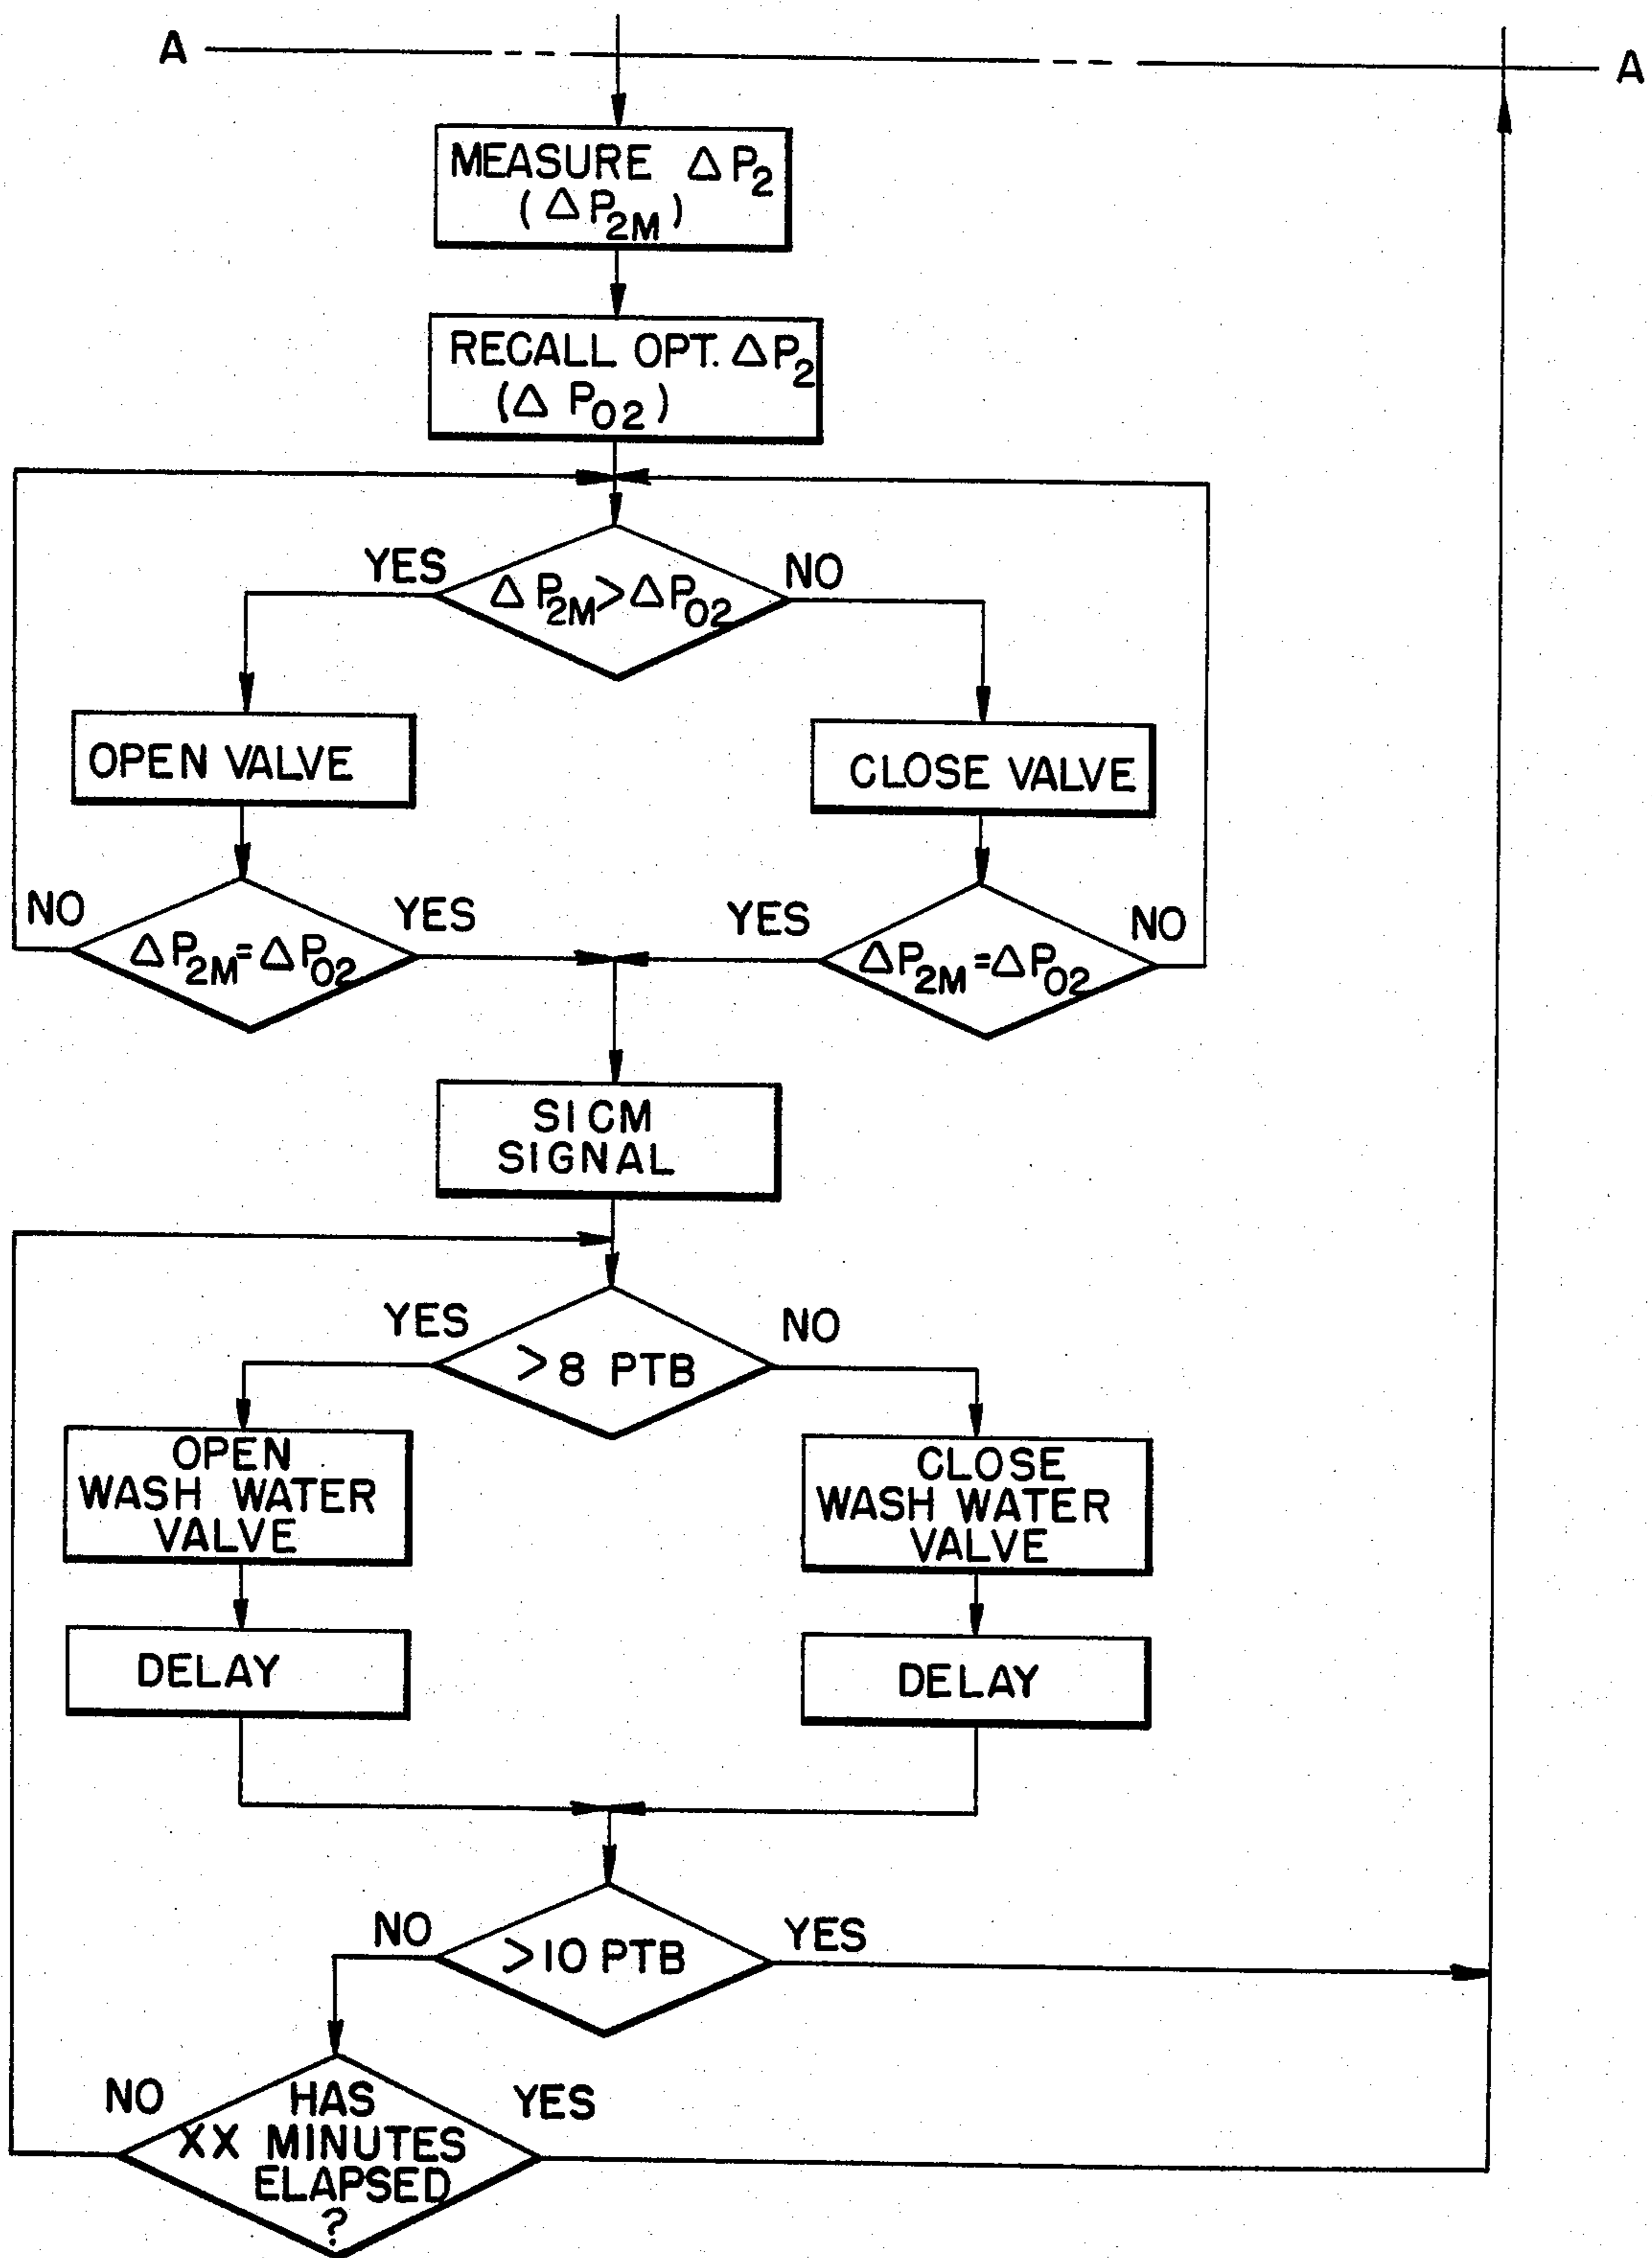 A
A
MEASURE ΔP₂
(ΔP₂M)
RECALL OPT. ΔP₂
(ΔPO2)
YES
NO
ΔP₂M>ΔPO2
OPEN VALVE
CLOSE VALVE
NO
YES
YES
NO
ΔP₂M=ΔPO2
ΔP₂M=ΔPO2
SICM
SIGNAL
YES
NO
>8 PTB
OPEN
WASH WATER
VALVE
CLOSE
WASH WATER
VALVE
DELAY
DELAY
NO
YES
>10 PTB
NO
YES
HAS
XX MINUTES
ELAPSED
?